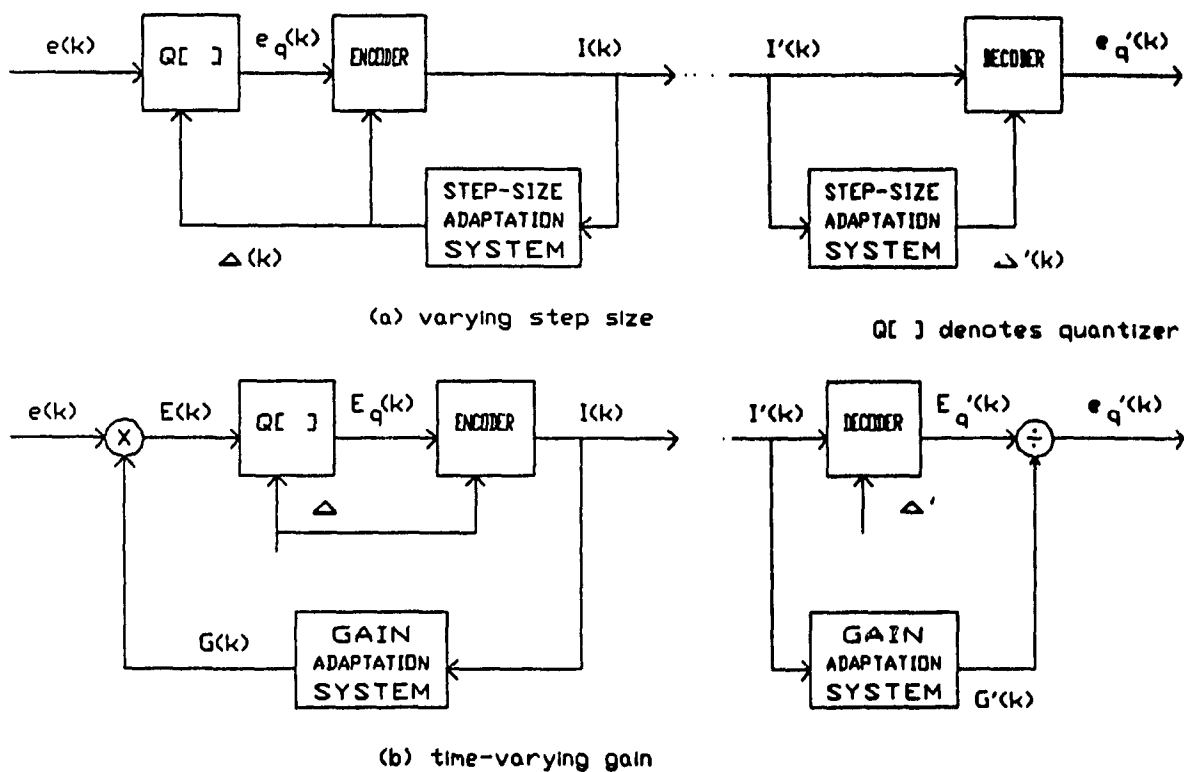 e(k)
Q[ ]
e_q(k)
ENCODER
I(k)
I'(k)
DECODER
e_q'(k)
STEP-SIZE
ADAPTATION
SYSTEM
Δ(k)
STEP-SIZE
ADAPTATION
SYSTEM
Δ'(k)
(a) varying step size
Q[ ] denotes quantizer
e(k)
×
E(k)
Q[ ]
E_q(k)
ENCODER
I(k)
I'(k)
DECODER
E_q'(k)
÷
e_q'(k)
Δ
Δ'
G(k)
GAIN
ADAPTATION
SYSTEM
GAIN
ADAPTATION
SYSTEM
G'(k)
(b) time-varying gain